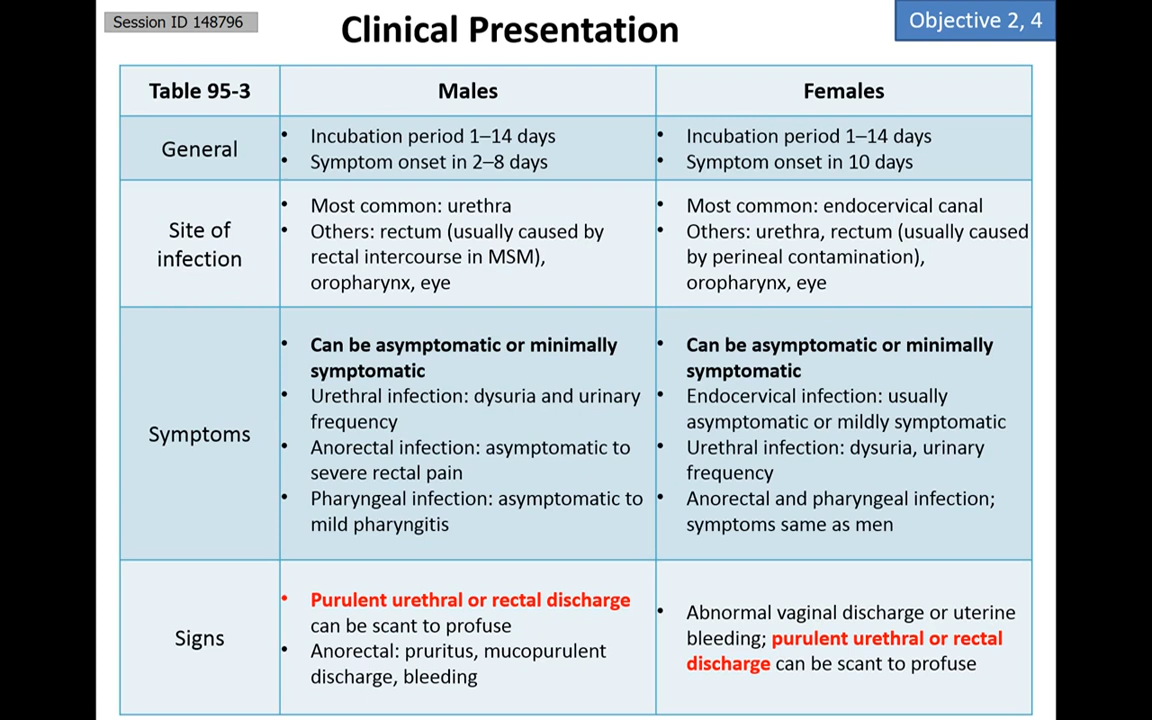 Session ID 148796
Clinical Presentation
Objective 2, 4
Table 95-3
Males
Females
General
• Incubation period 1–14 days
• Symptom onset in 2–8 days
• Incubation period 1–14 days
• Symptom onset in 10 days
Site of
infection
• Most common: urethra
• Others: rectum (usually caused by
rectal intercourse in MSM),
oropharynx, eye
• Most common: endocervical canal
• Others: urethra, rectum (usually caused
by perineal contamination),
oropharynx, eye
Symptoms
• Can be asymptomatic or minimally
symptomatic
• Urethral infection: dysuria and urinary
frequency
• Anorectal infection: asymptomatic to
severe rectal pain
• Pharyngeal infection: asymptomatic to
mild pharyngitis
• Can be asymptomatic or minimally
symptomatic
• Endocervical infection: usually
asymptomatic or mildly symptomatic
• Urethral infection: dysuria, urinary
frequency
• Anorectal and pharyngeal infection;
symptoms same as men
Signs
• Purulent urethral or rectal discharge
can be scant to profuse
• Anorectal: pruritus, mucopurulent
discharge, bleeding
• Abnormal vaginal discharge or uterine
bleeding; purulent urethral or rectal
discharge can be scant to profuse